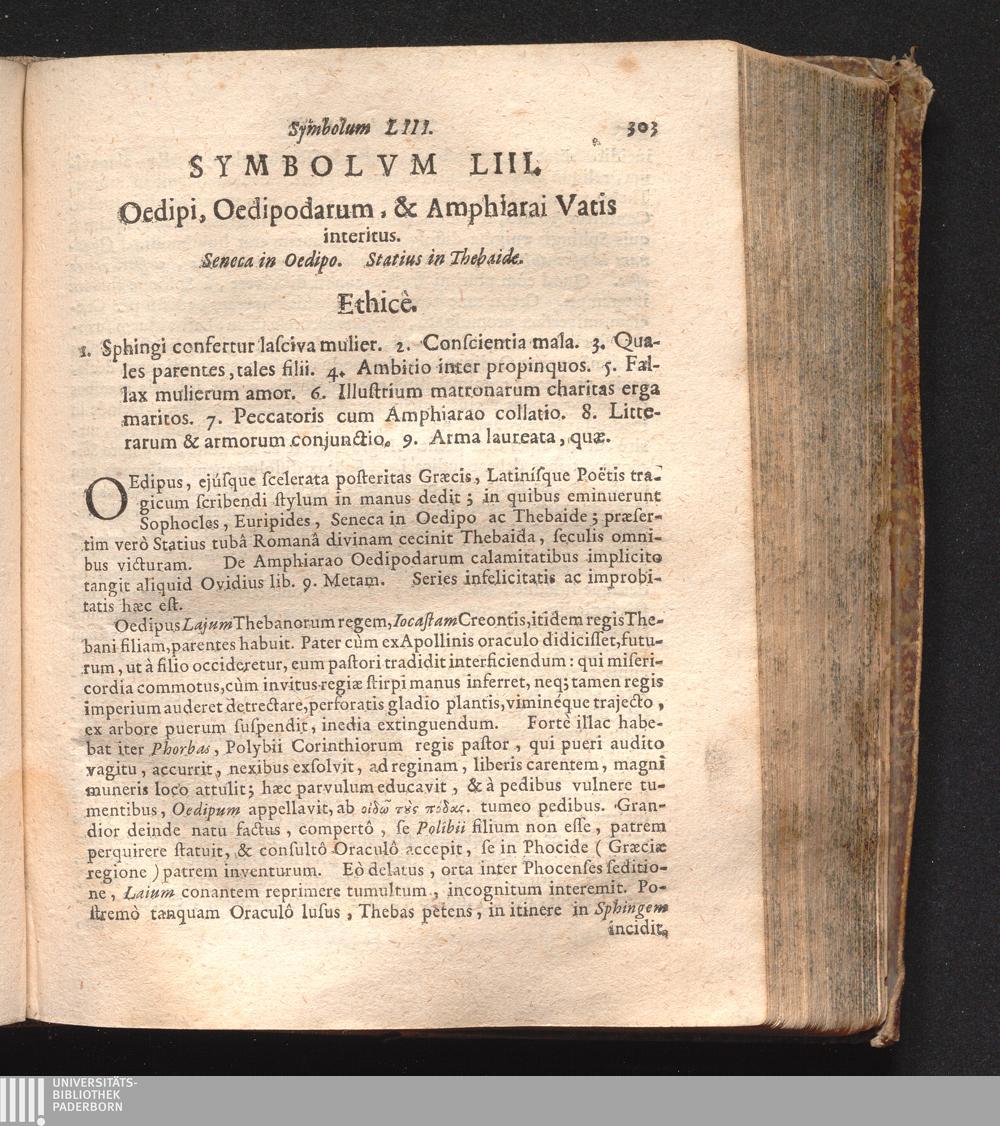 Symbolum LIII. 303
SYMBOLVM LIII.
Oedipi, Oedipodarum, & Amphiarai Vatis
interitus.
Seneca in Oedipo. Statius in Thebaide.
Ethicè.
1. Sphingi confertur laſciva mulier. 2. Conſcientia mala. 3. Qua-
les parentes, tales filii. 4. Ambitio inter propinquos. 5. Fal-
lax mulierum amor. 6. Illuſtrium matronarum charitas erga
maritos. 7. Peccatoris cum Amphiarao collatio. 8. Litte-
rarum & armorum conjunctio. 9. Arma laureata, quæ.
OEdipus, ejúſque ſcelerata poſteritas Græcis, Latiníſque Poëtis tra-
gicum ſcribendi ſtylum in manus dedit; in quibus eminuerunt
Sophocles, Euripides, Seneca in Oedipo ac Thebaide; præſer-
tim verò Statius tubâ Romanâ divinam cecinit Thebaida, ſeculis omni-
bus victuram. De Amphiarao Oedipodarum calamitatibus implicito
tangit aliquid Ovidius lib. 9. Metam. Series infelicitatis ac improbi-
tatis hæc eſt.
Oedipus Lajum Thebanorum regem, Iocaſtam Creontis, itidem regis The-
bani filiam, parentes habuit. Pater cùm ex Apollinis oraculo didiciſſet, futu-
rum, ut à filio occideretur, eum paſtori tradidit interficiendum: qui miſeri-
cordia commotus, cùm invitus regiæ ſtirpi manus inferret, neq; tamen regis
imperium auderet detrectare, perforatis gladio plantis, viminéque trajecto,
ex arbore puerum ſuſpendit, inedia extinguendum. Fortè illac habe-
bat iter Phorbas, Polybii Corinthiorum regis paſtor, qui pueri audito
vagitu, accurrit, nexibus exſolvit, ad reginam, liberis carentem, magni
muneris loco attulit; hæc parvulum educavit, & à pedibus vulnere tu-
mentibus, Oedipum appellavit, ab οἰδῶ τȣ̀ς πόδας. tumeo pedibus. Gran-
dior deinde natu factus, compertô, ſe Polibii filium non eſſe, patrem
perquirere ſtatuit, & conſultô Oraculô accepit, ſe in Phocide (Græciæ
regione) patrem inventurum. Eò delatus, orta inter Phocenſes ſeditio-
ne, Laium conantem reprimere tumultum, incognitum interemit. Po-
ſtremò tanquam Oraculô luſus, Thebas petens, in itinere in Sphingem
incidit,
UNIVERSITÄTS-
BIBLIOTHEK
PADERBORN